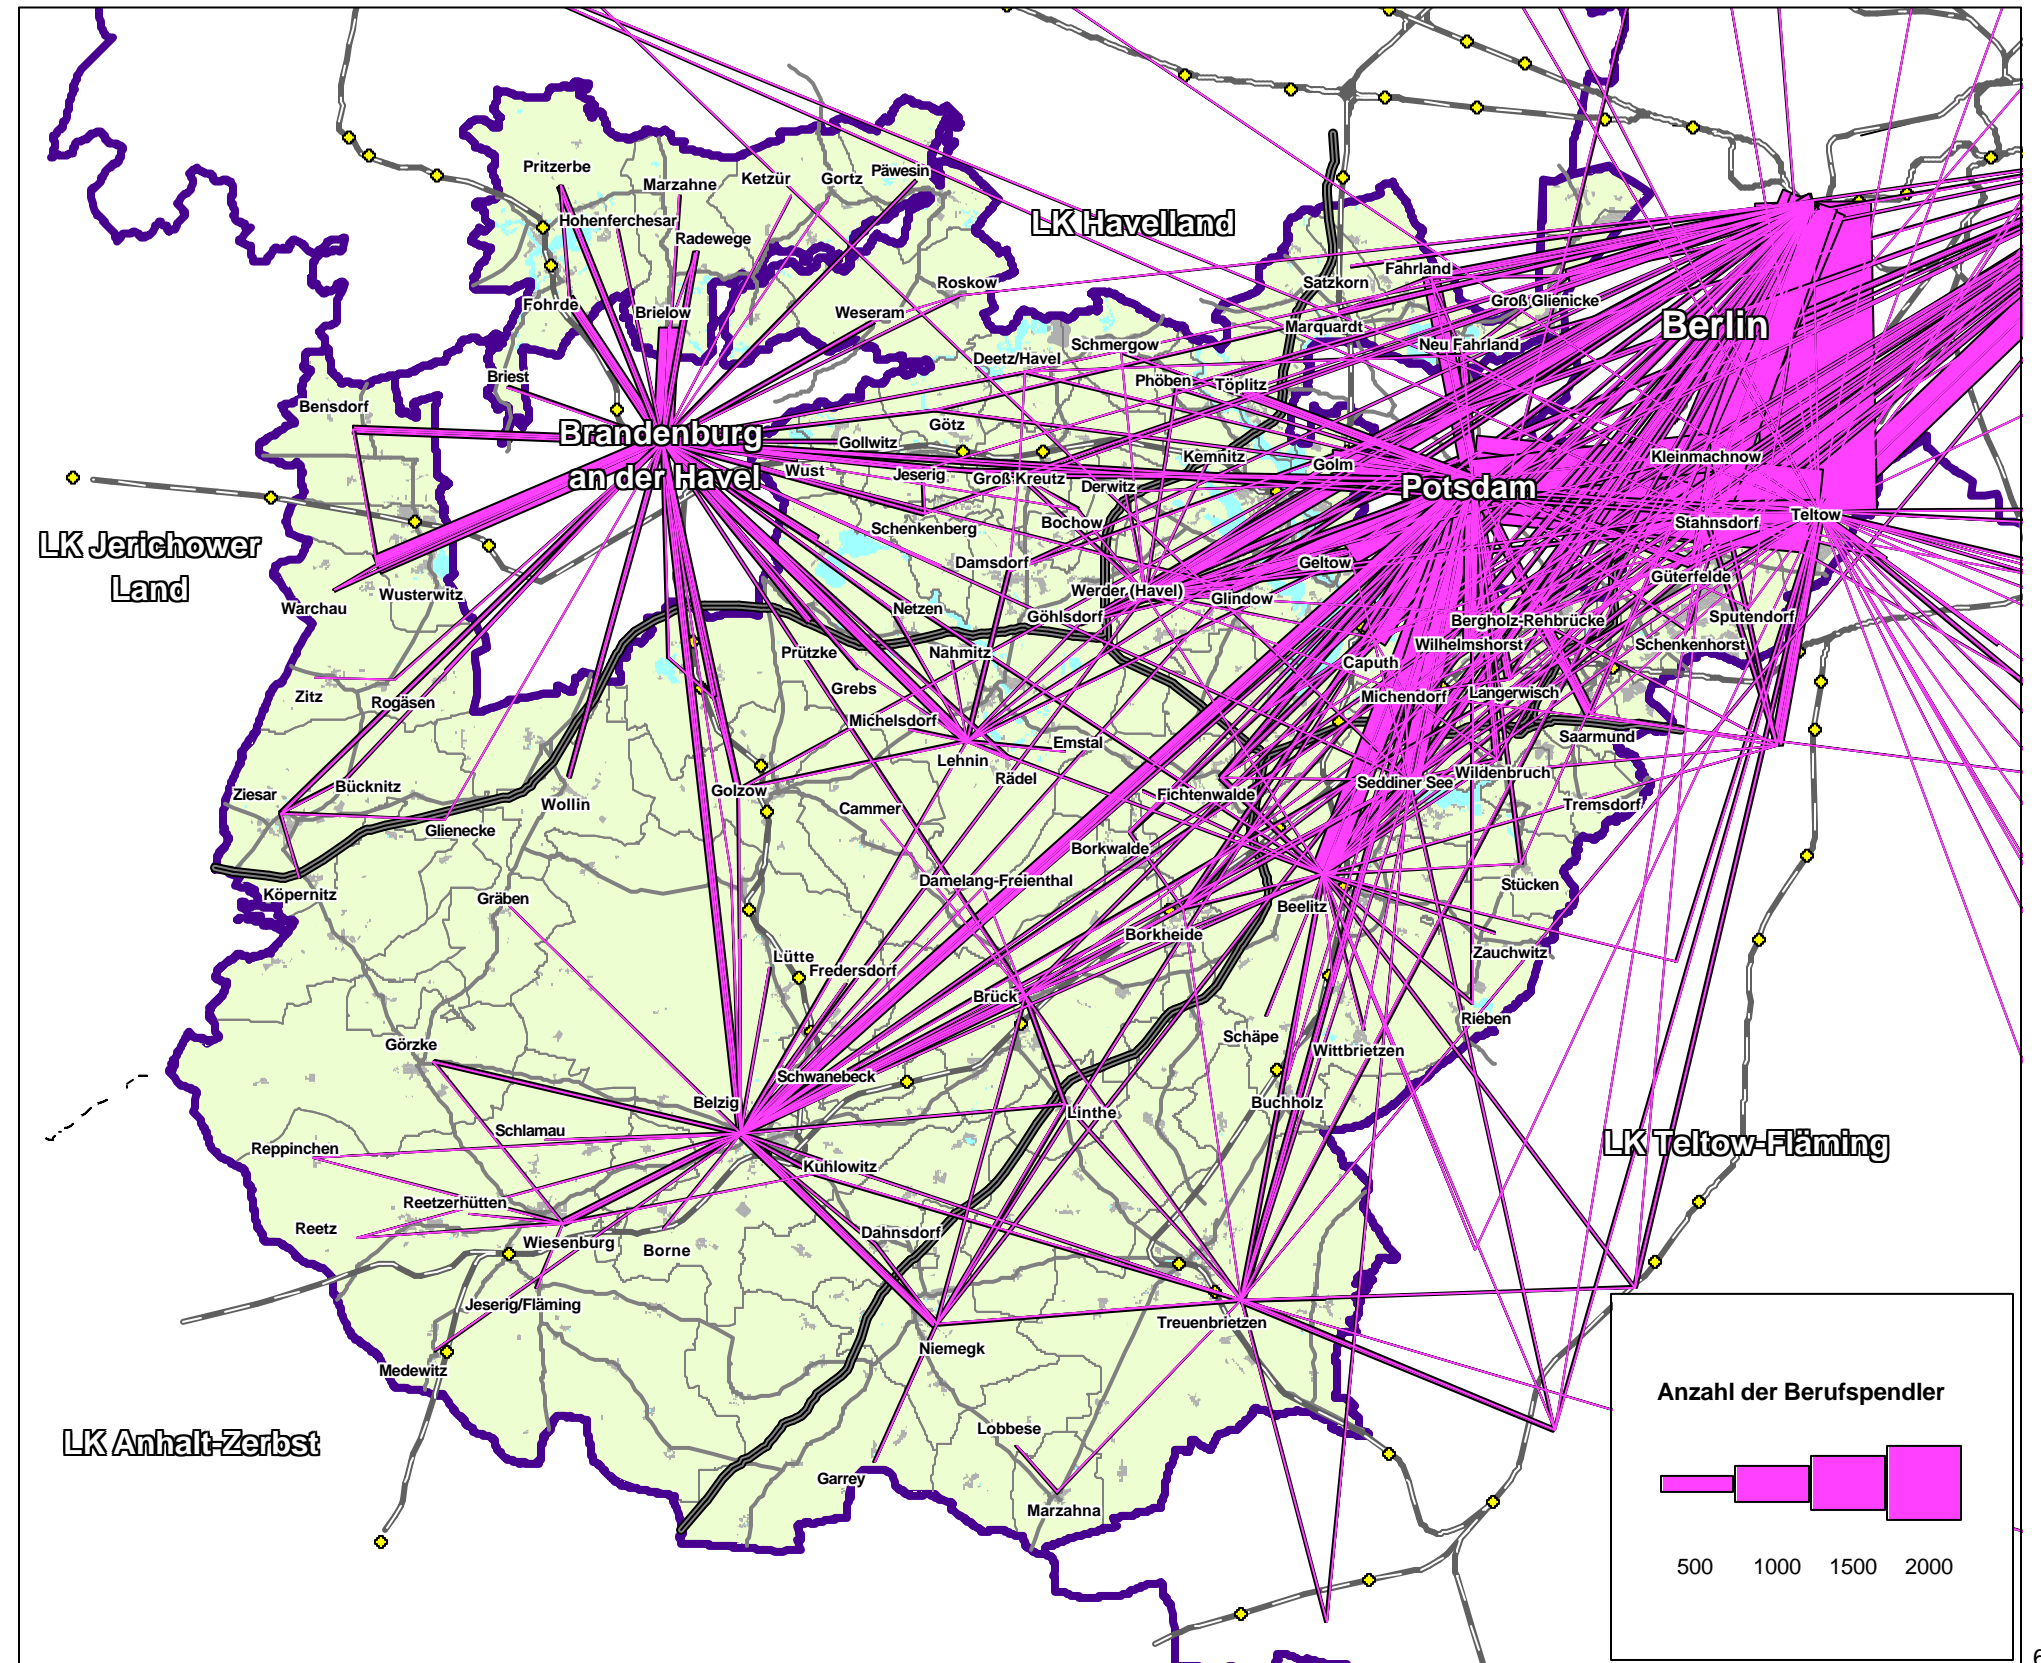 Pritzerbe
Marzahne
Ketzür
Gortz
Päwesin
Hohenferchesar
Radewege
LK Havelland
Fohrde
Brielow
Weseram
Roskow
Satzkorn
Fahrland
Groß Glienicke
Marquardt
Neu Fahrland
Berlin
Deetz/Havel
Schmergow
Phöben
Töplitz
Briest
Bensdorf
Brandenburg
an der Havel
Gollwitz
Götz
Wust
Jeserig
Groß Kreutz
Derwitz
Kemnitz
Golm
Potsdam
Kleinmachnow
Stahnsdorf
Teltow
Schenkenberg
Bochow
Damsdorf
LK Jerichower
Land
Warchau
Wusterwitz
Werder (Havel)
Geltow
Glindow
Güterfelde
Netzen
Göhlsdorf
Bergholz-Rehbrücke
Sputendorf
Wilhelmshorst
Schenkenhorst
Prützke
Nahmitz
Caputh
Zitz
Rogäsen
Grebs
Michendorf
Langerwisch
Michelsdorf
Emstal
Saarmund
Lehnin
Rädel
Ziesar
Bücknitz
Golzow
Fichtenwalde
Seddiner See
Wildenbruch
Wollin
Cammer
Tremsdorf
Glienecke
Borkwalde
Köpernitz
Gräben
Damelang-Freienthal
Beelitz
Stücken
Borkheide
Zauchwitz
Lütte
Fredersdorf
Brück
Rieben
Görzke
Schäpe
Wittbrietzen
Schwanebeck
Belzig
Linthe
Buchholz
Schlamau
Reppinchen
LK Teltow-Fläming
Kuhlowitz
Reetzerhütten
Reetz
Wiesenburg
Borne
Dahnsdorf
Jeserig/Fläming
Treuenbrietzen
Niemegk
Medewitz
LK Anhalt-Zerbst
Lobbese
Garrey
Marzahna
Anzahl der Berufspendler
500 1000 1500 2000